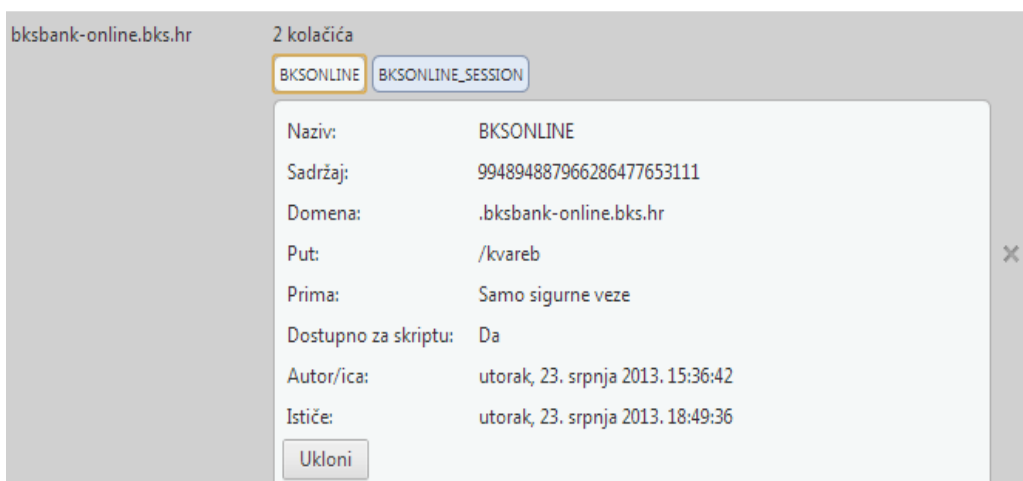 bksbank-online.bks.hr 2 kolačića
BKSONLINE BKSONLINE_SESSION
Naziv: BKSONLINE
Sadržaj: 994894887966286477653111
Domena: .bksbank-online.bks.hr
Put: /kvareb
Prima: Samo sigurne veze
Dostupno za skriptu: Da
Autor/ica: utorak, 23. srpnja 2013. 15:36:42
Ističe: utorak, 23. srpnja 2013. 18:49:36
Ukloni